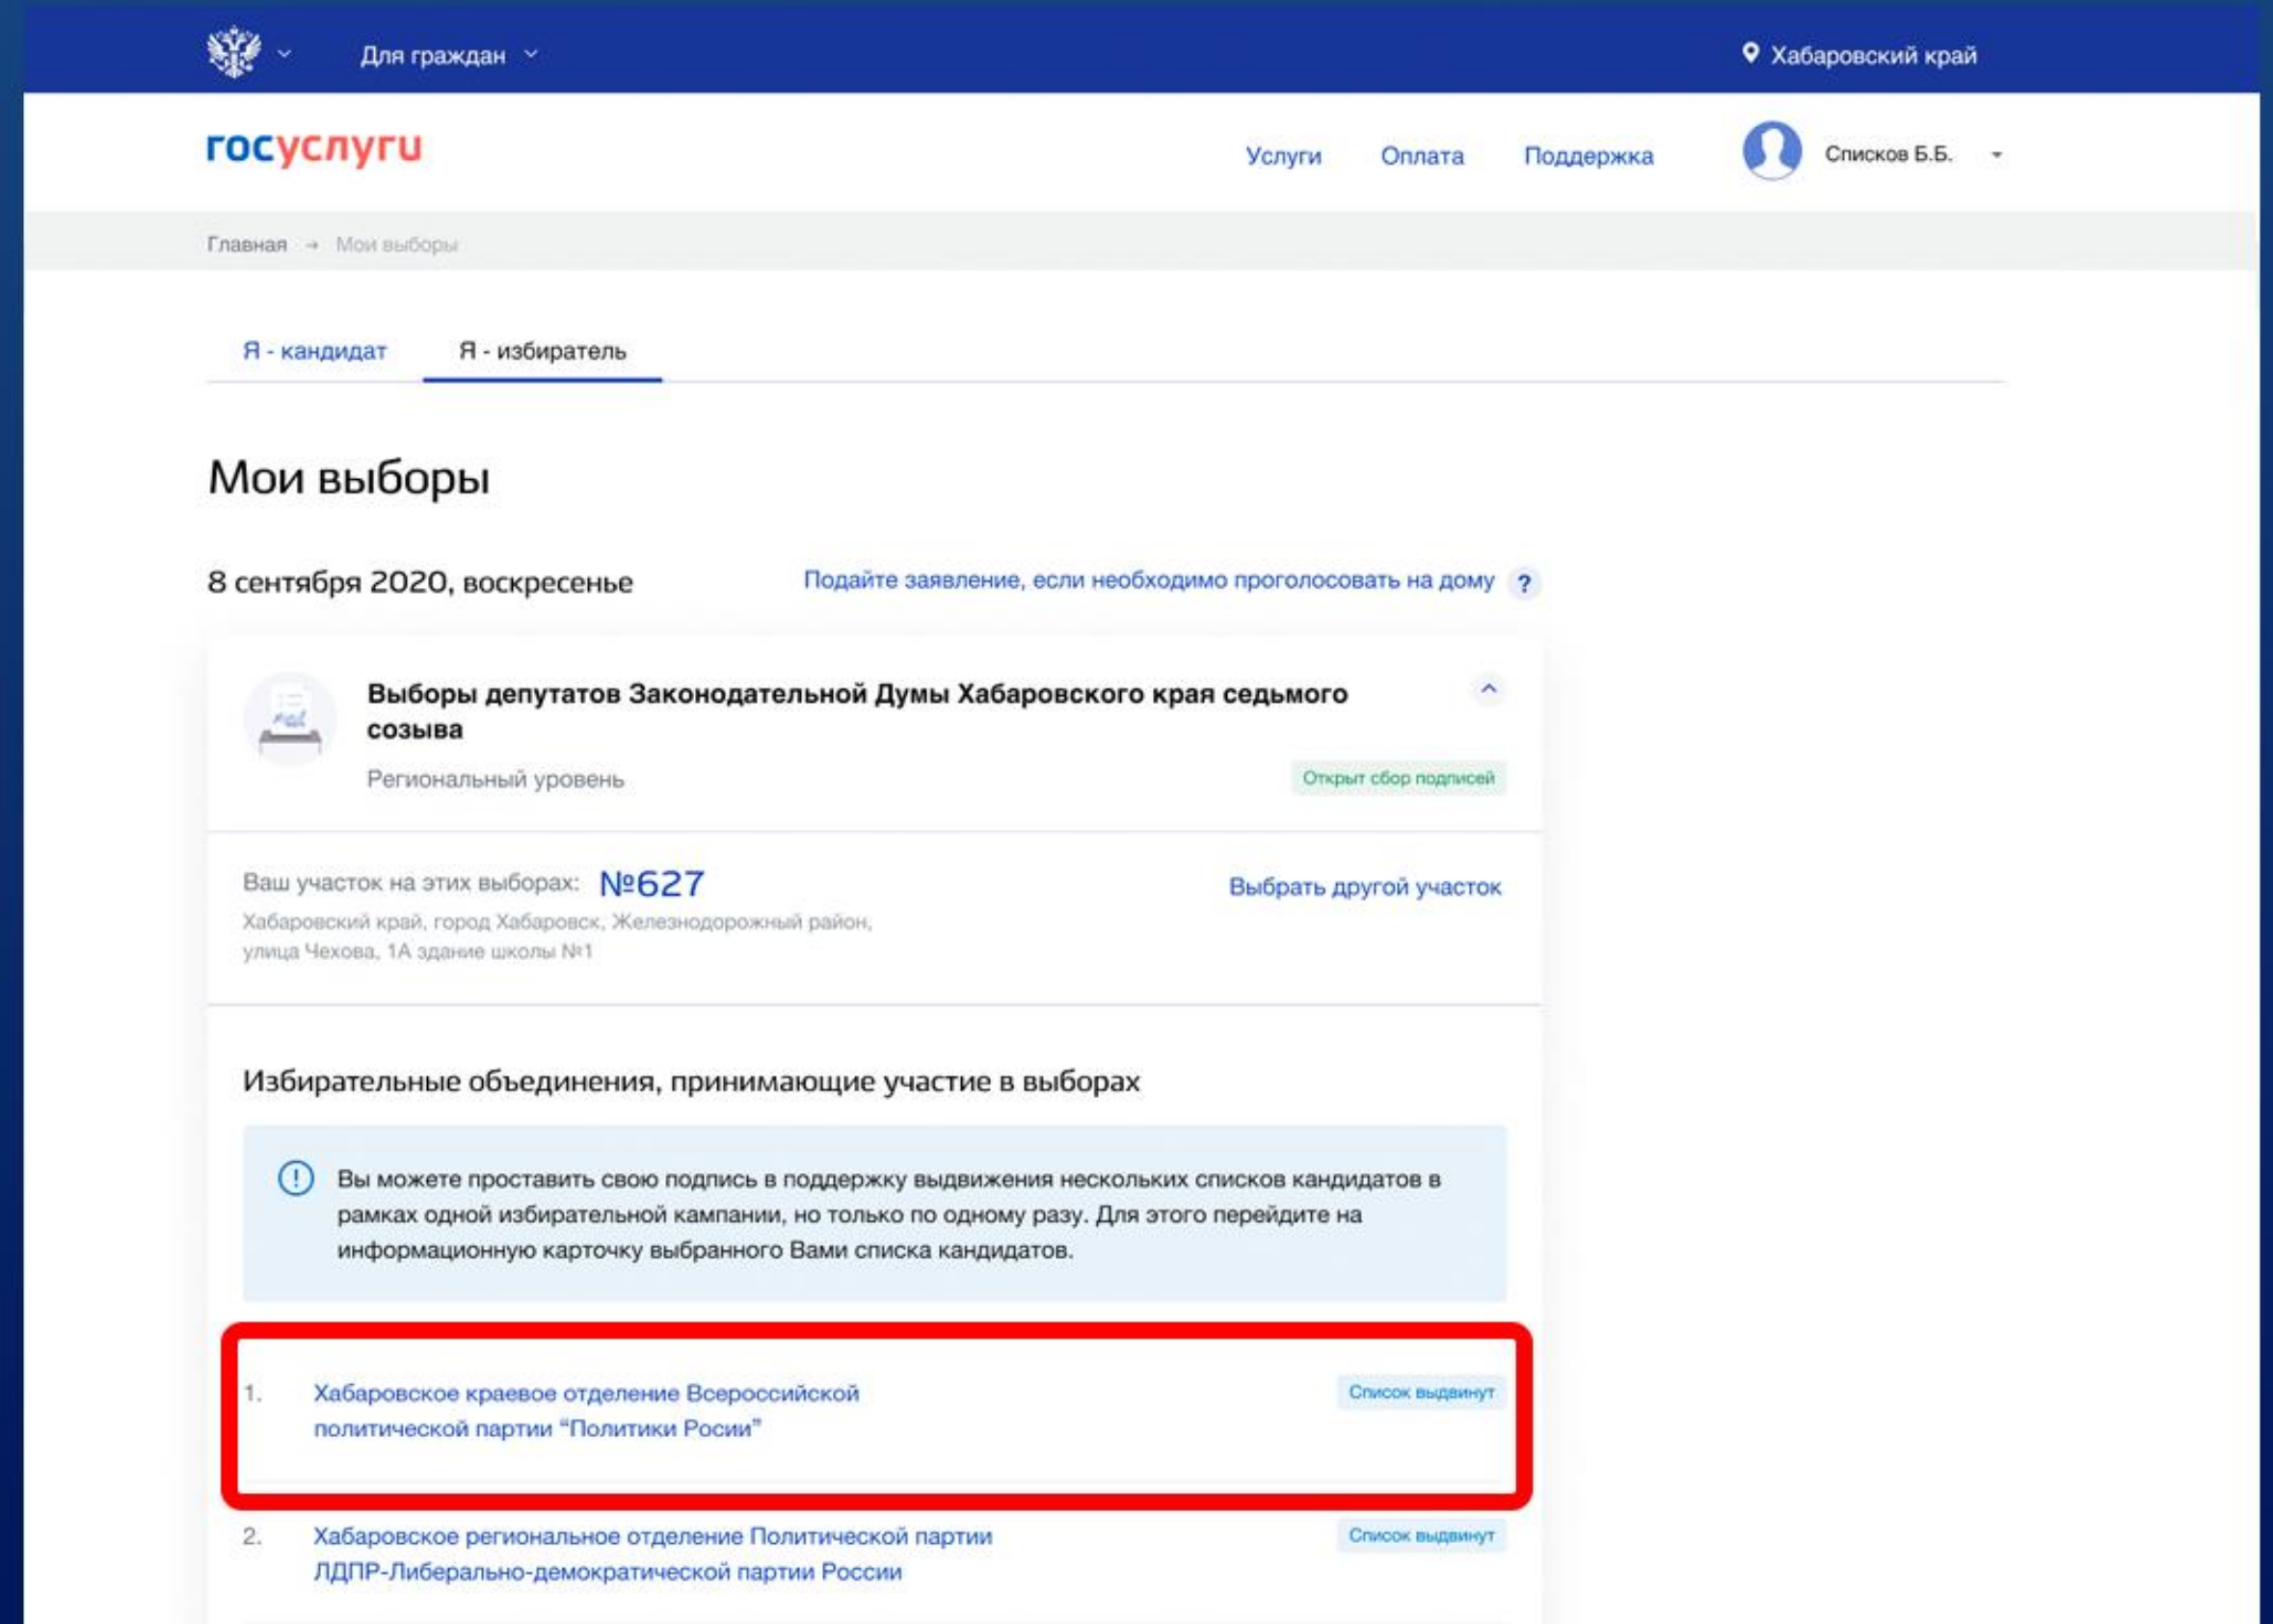 Для граждан
Хабаровский край
госуслуги
Услуги Оплата Поддержка Списков Б.Б.
Главная → Мои выборы
Я - кандидат Я - избиратель
Мои выборы
8 сентября 2020, воскресенье Подайте заявление, если необходимо проголосовать на дому ?
Выборы депутатов Законодательной Думы Хабаровского края седьмого
созыва
Региональный уровень Открыт сбор подписей
Ваш участок на этих выборах: №627 Выбрать другой участок
Хабаровский край, город Хабаровск, Железнодорожный район,
улица Чехова, 1А здание школы №1
Избирательные объединения, принимающие участие в выборах
Вы можете проставить свою подпись в поддержку выдвижения нескольких списков кандидатов в
рамках одной избирательной кампании, но только по одному разу. Для этого перейдите на
информационную карточку выбранного Вами списка кандидатов.
1. Хабаровское краевое отделение Всероссийской Список выдвинут
политической партии “Политики Росии”
2. Хабаровское региональное отделение Политической партии Список выдвинут
ЛДПР-Либерально-демократической партии России